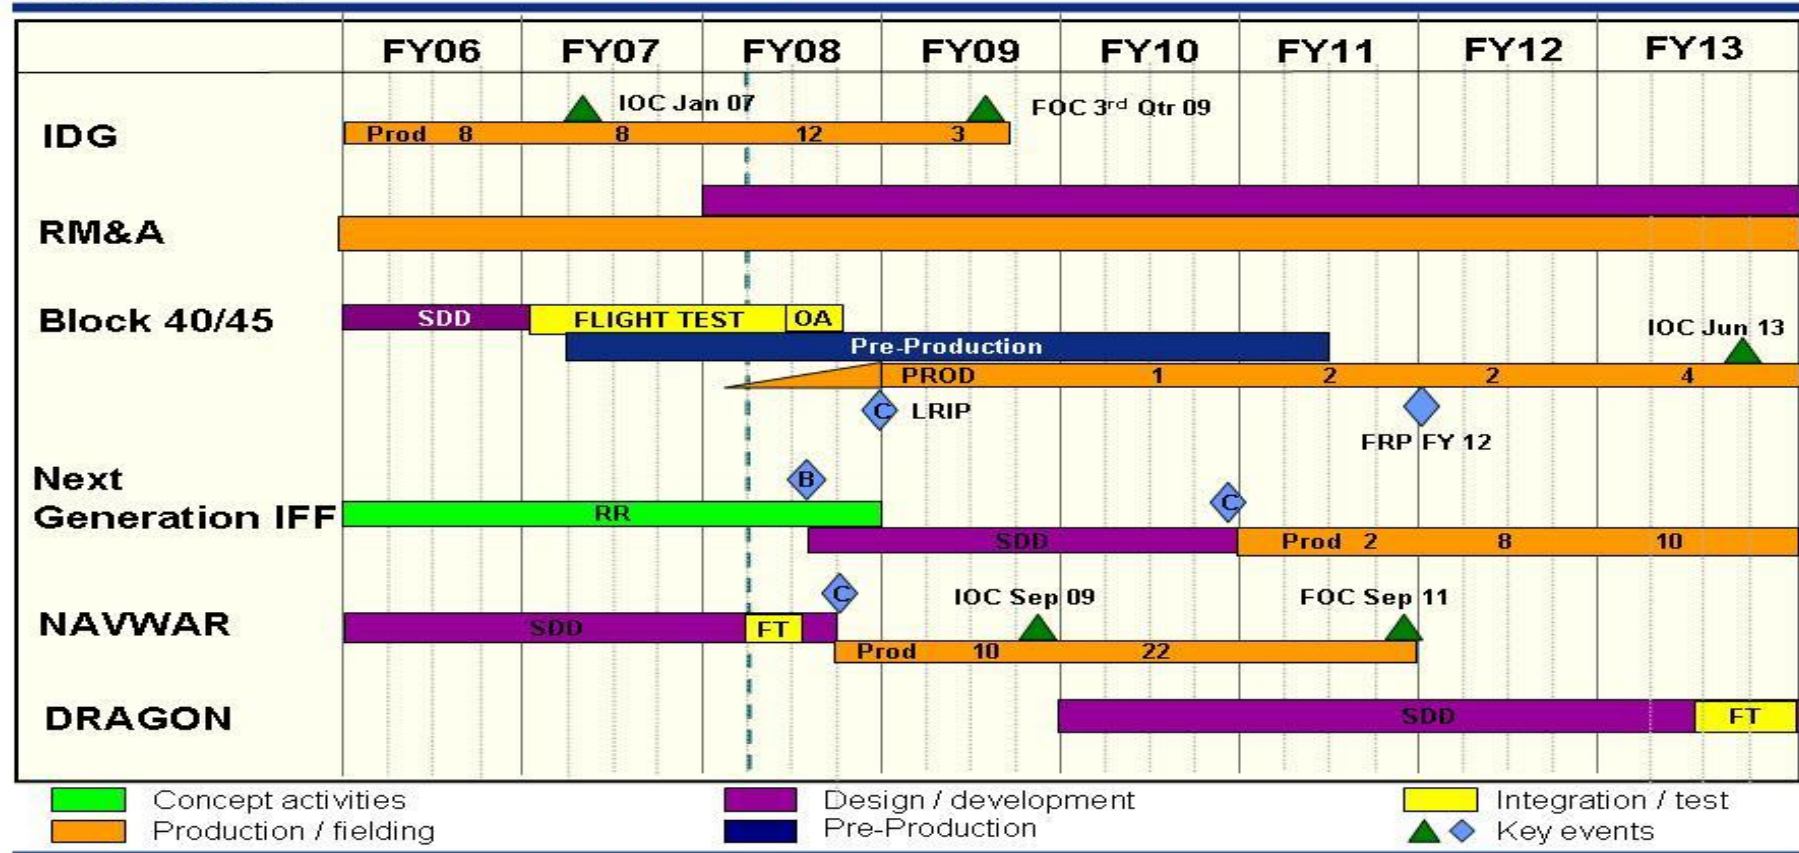 FY06 FY07 FY08 FY09 FY10 FY11 FY12 FY13
IOC Jan 07 FOC 3rd Qtr 09
IDG Prod 8 8 12 3
RM&A
Block 40/45 SDD FLIGHT TEST OA
IOC Jun 13
Pre-Production
PROD 1 2 2 4
C LRIP
FRP FY 12
Next
Generation IFF
B
RR
C
SDD Prod 2 8 10
C
IOC Sep 09 FOC Sep 11
NAVWAR SDD FT
Prod 10 22
DRAGON SDD FT
Concept activities Design / development Integration / test
Production / fielding Pre-Production Key events